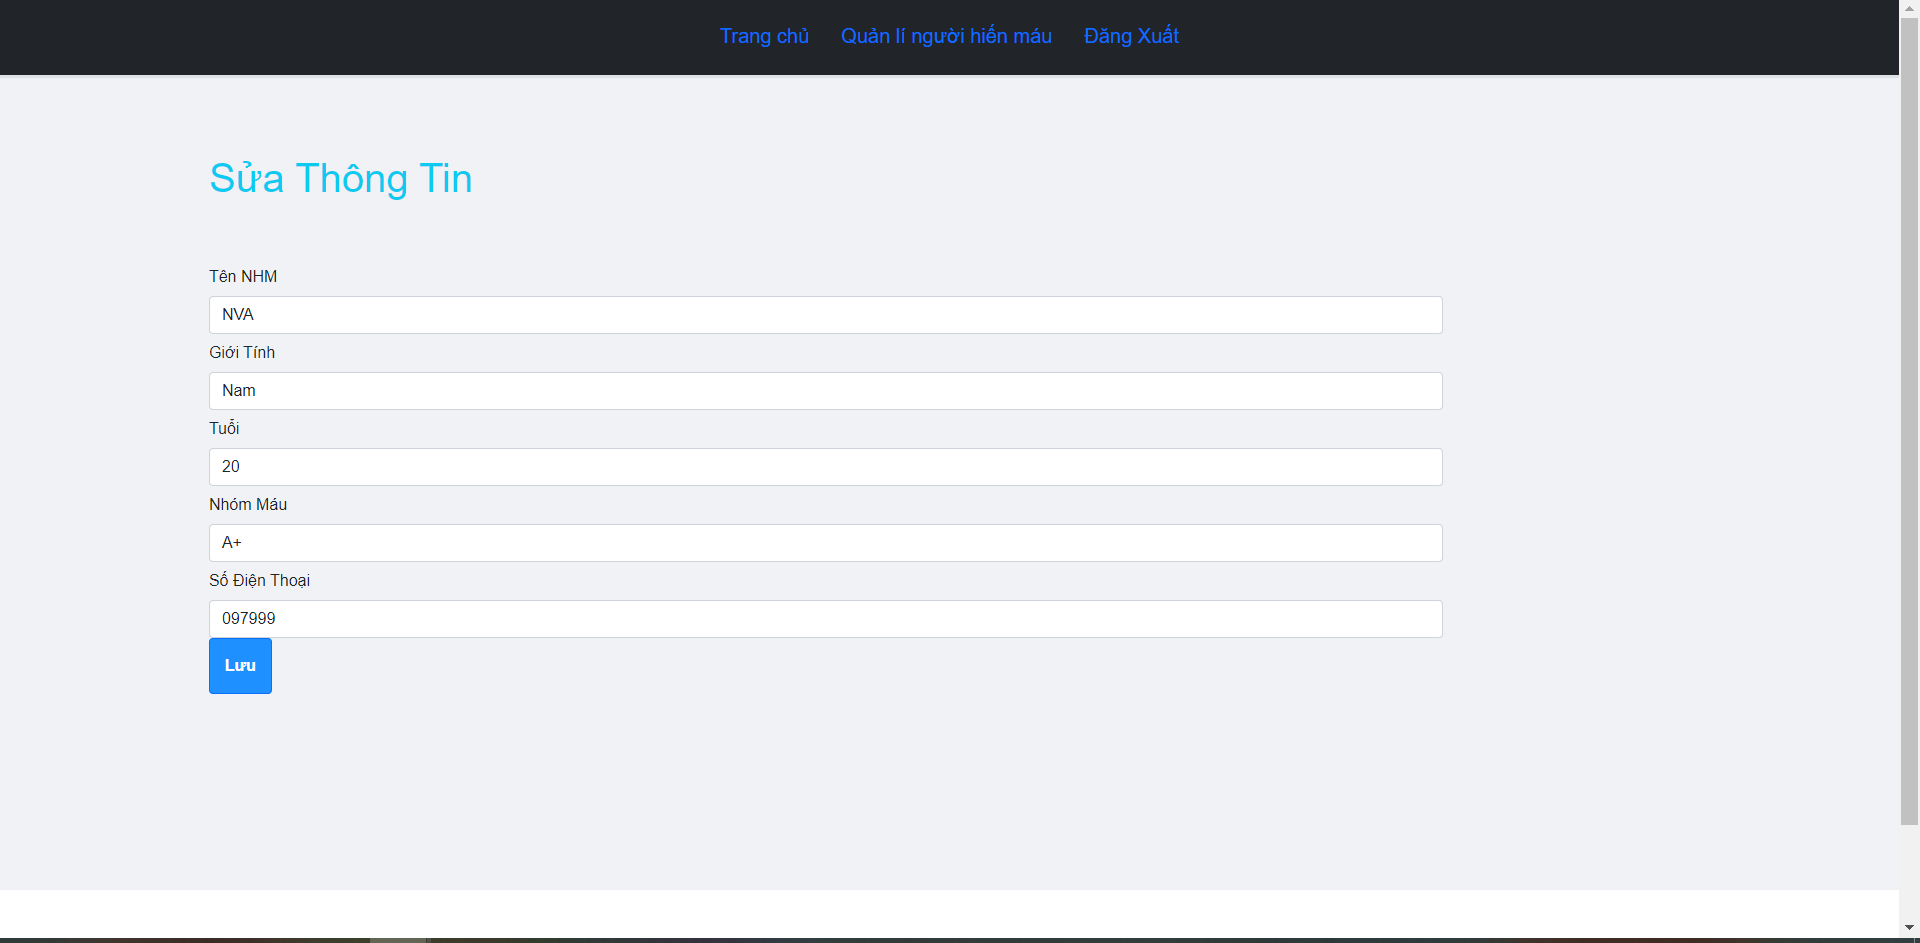 Trang chủ Quản lí người hiến máu Đăng Xuất
Sửa Thông Tin
Tên NHM
NVA
Giới Tính
Nam
Tuổi
20
Nhóm Máu
A+
Số Điện Thoại
097999
Lưu